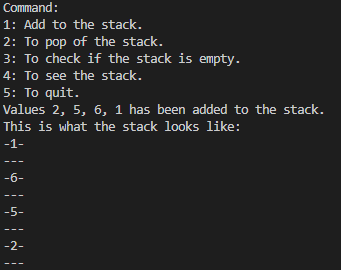 Command:
1: Add to the stack.
2: To pop of the stack.
3: To check if the stack is empty.
4: To see the stack.
5: To quit.
Values 2, 5, 6, 1 has been added to the stack.
This is what the stack looks like:
-1-
---
-6-
---
-5-
---
-2-
---